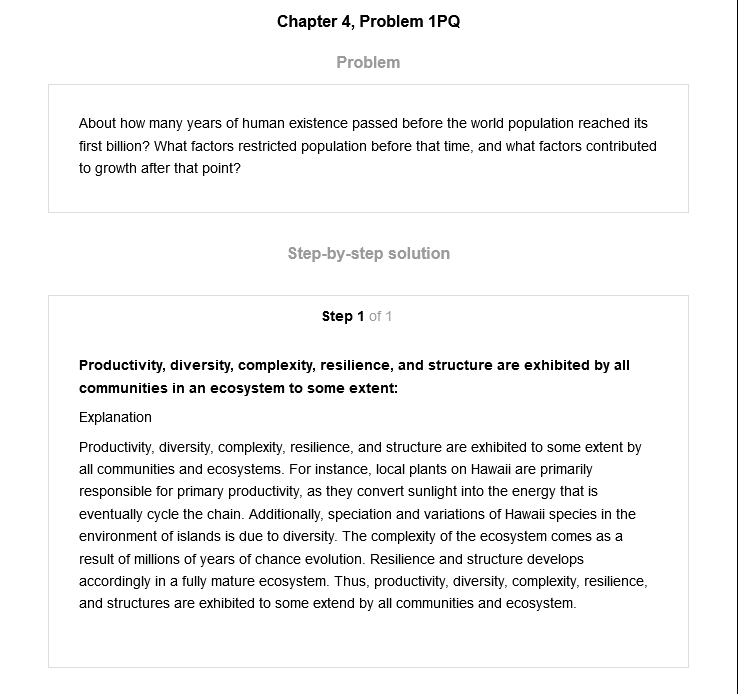 Chapter 4, Problem 1PQ
Problem
About how many years of human existence passed before the world population reached its
first billion? What factors restricted population before that time, and what factors contributed
to growth after that point?
Step-by-step solution
Step 1 of 1
Productivity, diversity, complexity, resilience, and structure are exhibited by all
communities in an ecosystem to some extent:
Explanation
Productivity, diversity, complexity, resilience, and structure are exhibited to some extent by
all communities and ecosystems. For instance, local plants on Hawaii are primarily
responsible for primary productivity, as they convert sunlight into the energy that is
eventually cycle the chain. Additionally, speciation and variations of Hawaii species in the
environment of islands is due to diversity. The complexity of the ecosystem comes as a
result of millions of years of chance evolution. Resilience and structure develops
accordingly in a fully mature ecosystem. Thus, productivity, diversity, complexity, resilience,
and structures are exhibited to some extend by all communities and ecosystem.